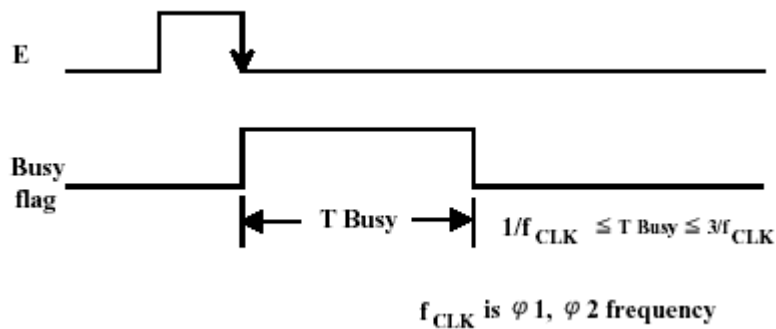 E
Busy
flag
T Busy
1/fCLK ≦ T Busy ≦ 3/fCLK
fCLK is φ1, φ2 frequency